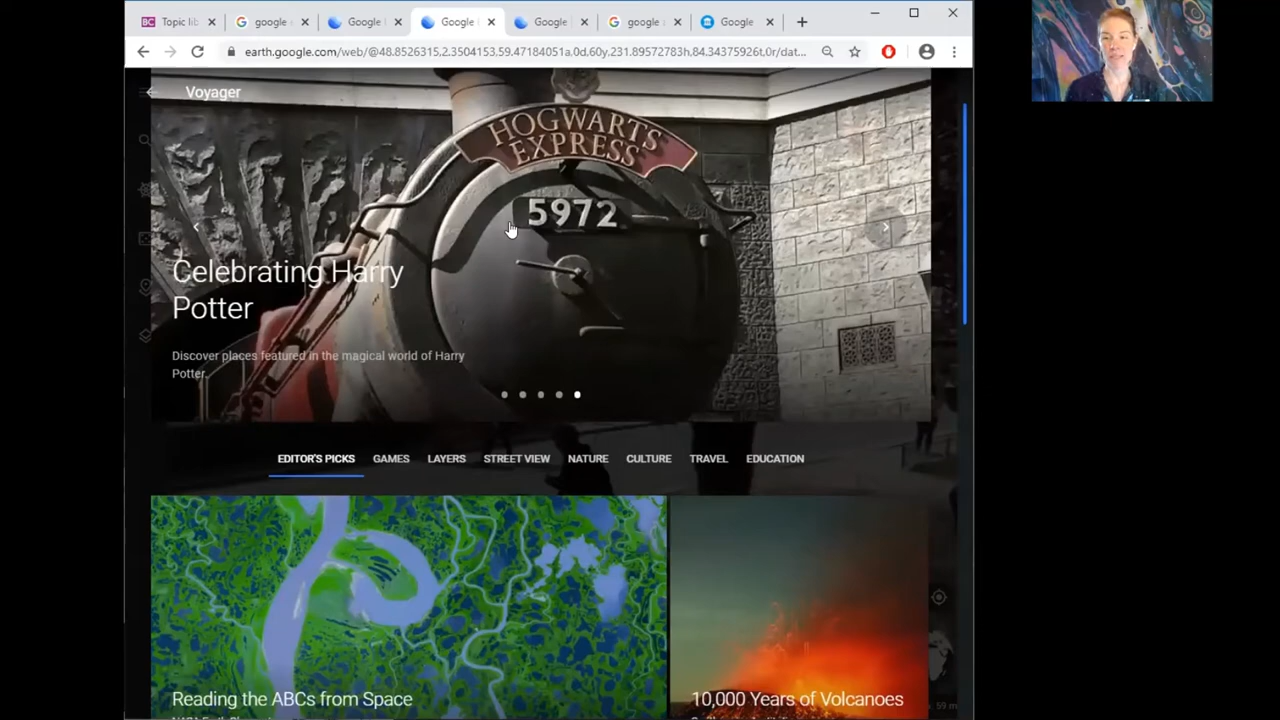 Topic lib
google
Google
Google
Google
google
Google
earth.google.com/web/@48.8526315,2.3504153,59.47184051a,0d,60y,231.89572783h,84.34375926t,0r/dat...
Voyager
HOGWARTS
EXPRESS
5972
Celebrating Harry
Potter
Discover places featured in the magical world of Harry
Potter.
EDITOR'S PICKS GAMES LAYERS STREET VIEW NATURE CULTURE TRAVEL EDUCATION
Reading the ABCs from Space
10,000 Years of Volcanoes